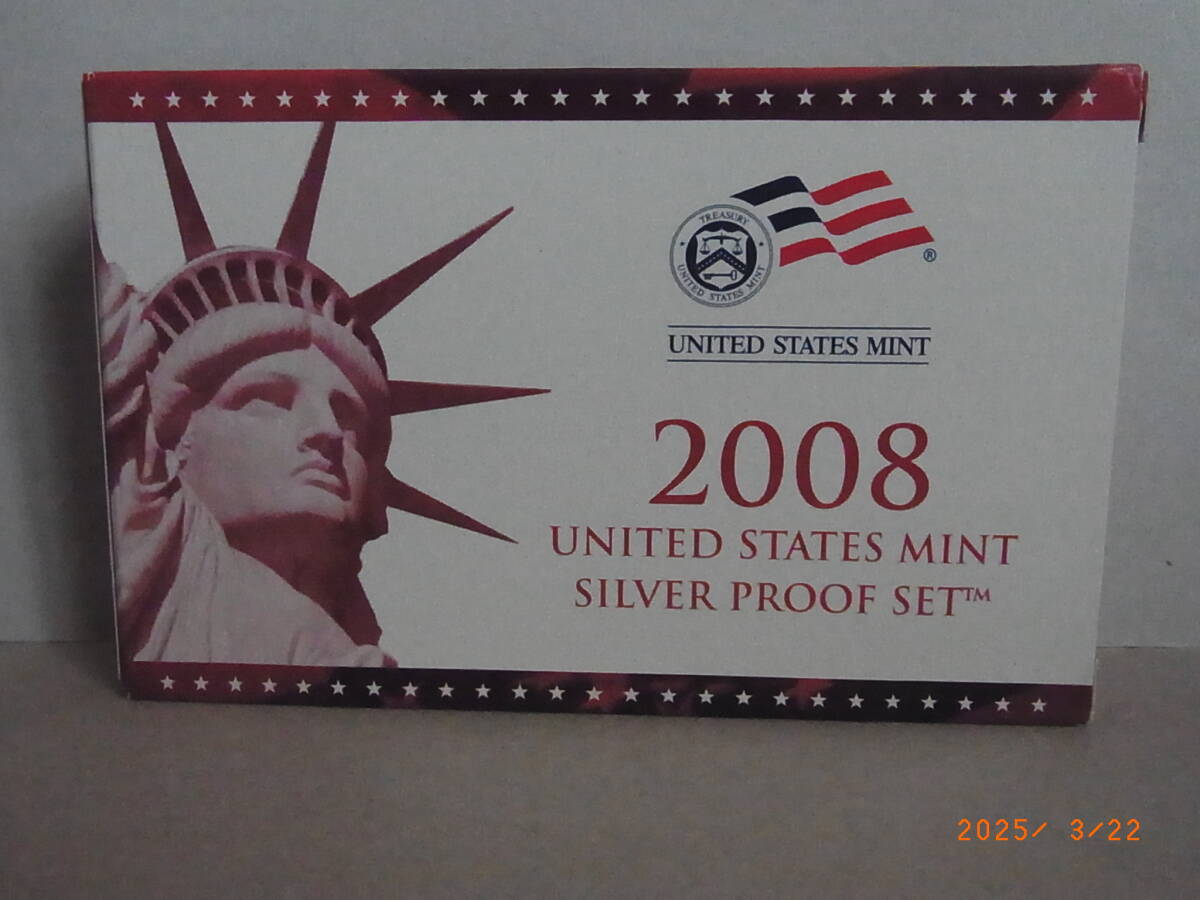 TREASURY
UNITED STATES MINT
®
UNITED STATES MINT
2008
UNITED STATES MINT
SILVER PROOF SET™
2025/ 3/22